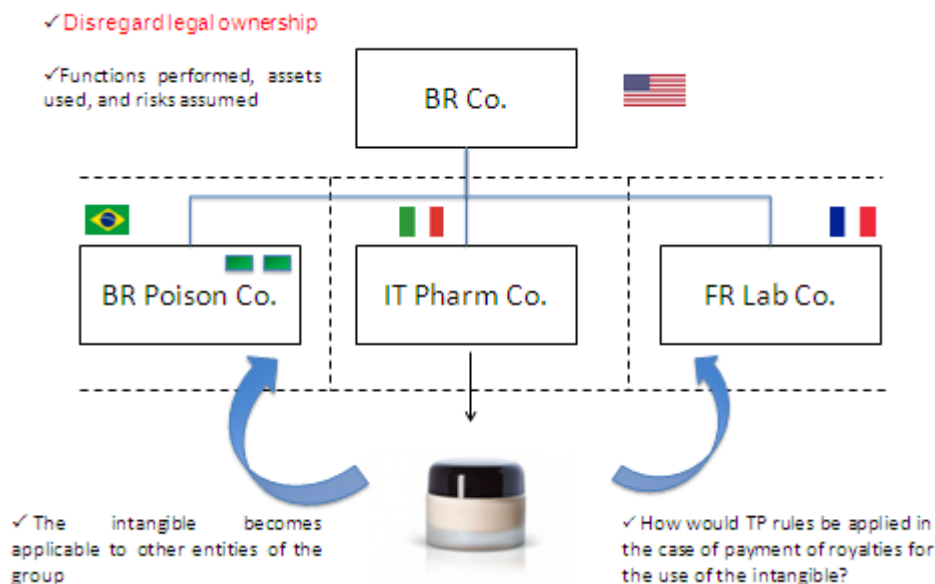 ✓Disregard legal ownership
✓Functions performed, assets
used, and risks assumed
BR Co.
BR Poison Co.
IT Pharm Co.
FR Lab Co.
✓The intangible becomes
applicable to other entities of the
group
✓How would TP rules be applied in
the case of payment of royalties for
the use of the intangible?